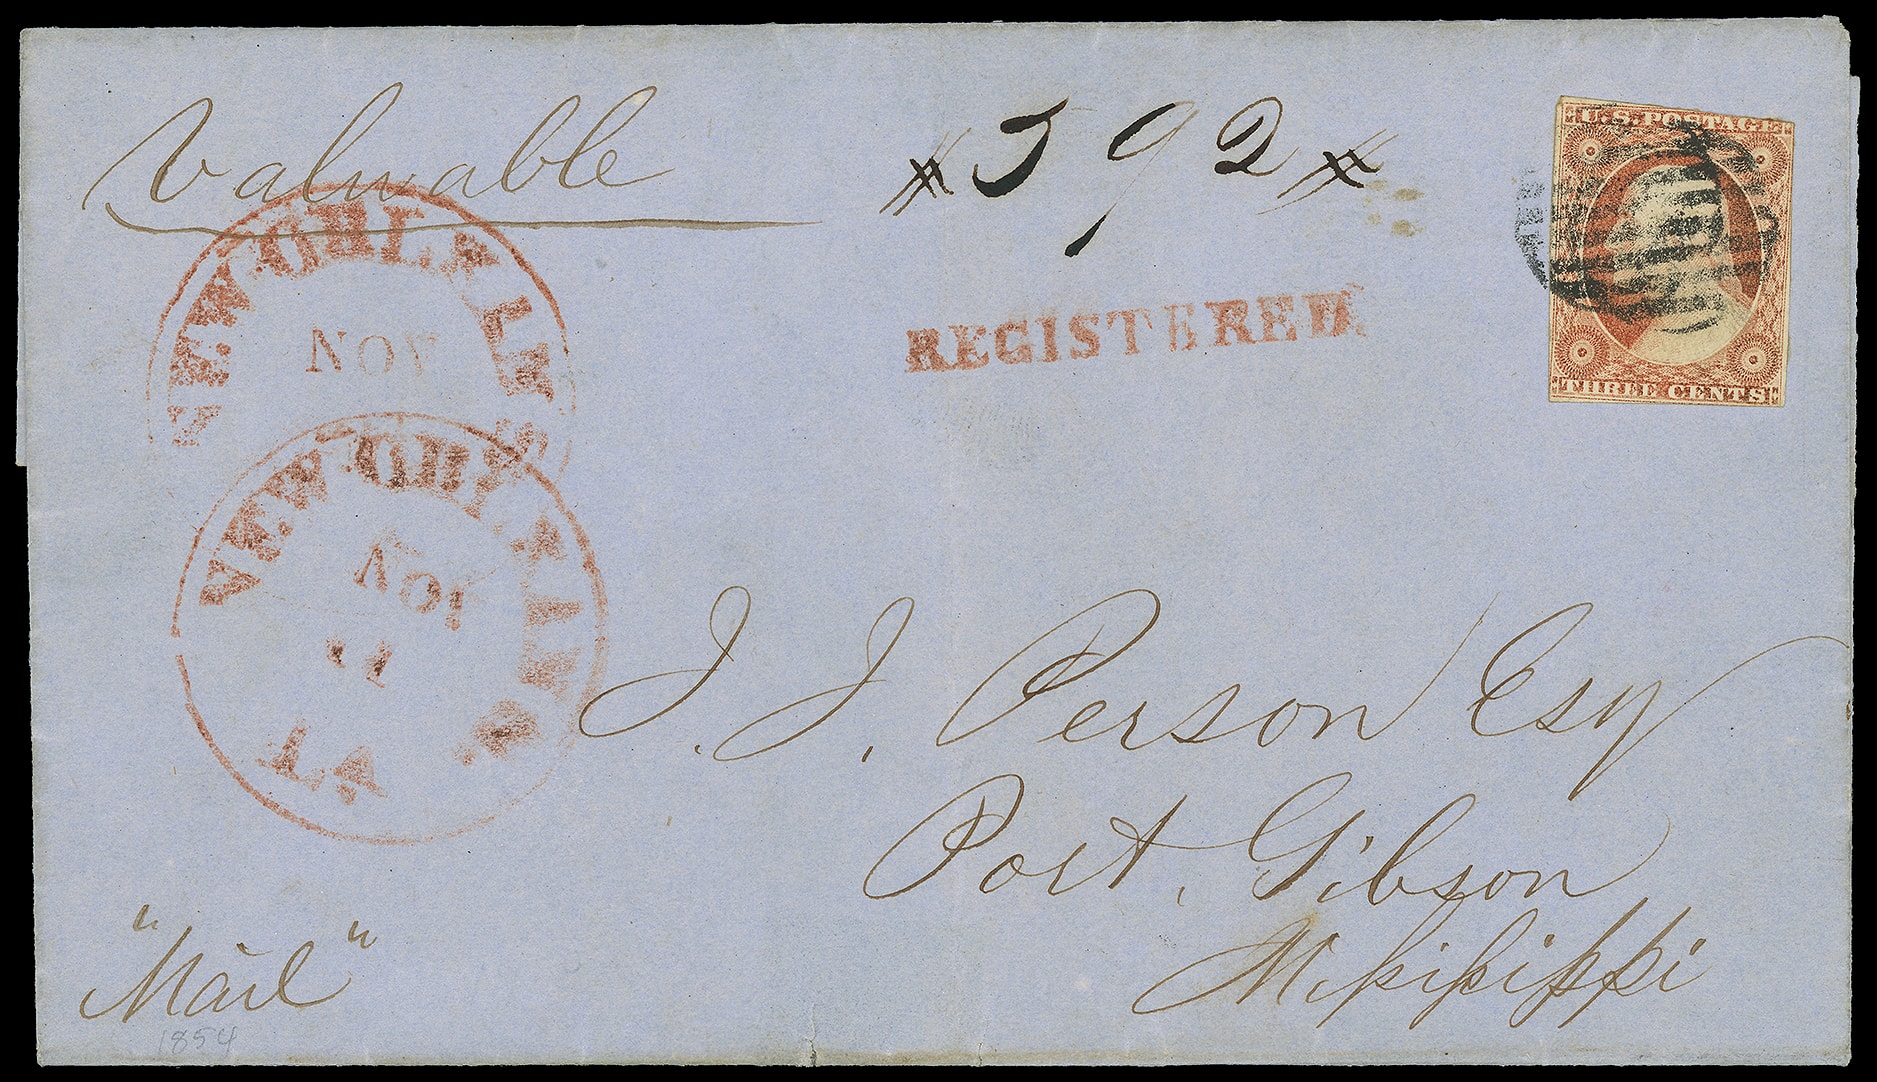 Valuable
# 592 #
U.S. POSTAGE
THREE CENTS
REGISTERED.
NEW ORLEANS
NOV
NEW ORLEANS
NOV
11
LA
J. J. Person Esq
Port Gibson
Mississippi
"Mail"
1854